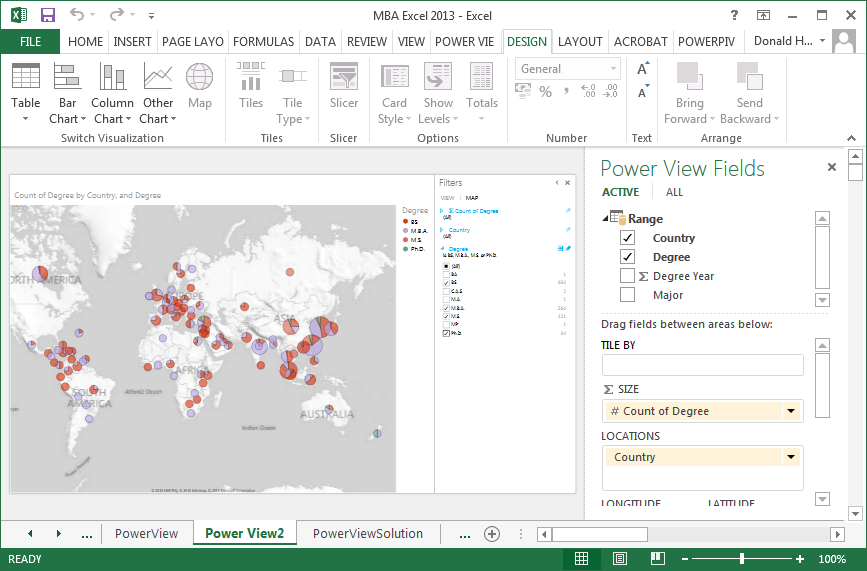 MBA Excel 2013 - Excel
FILE HOME INSERT PAGE LAYO FORMULAS DATA REVIEW VIEW POWER VIE DESIGN LAYOUT ACROBAT POWERPIV Donald H...
Table Bar Chart Column Chart Other Chart Map
Switch Visualization
Tiles Tile Type
Tiles
Slicer
Slicer
Card Style Show Levels Totals
Options
General
% , .00
Number
A A
Text
Bring Forward Send Backward
Arrange
Count of Degree by Country, and Degree
Degree
BS
M.B.A.
M.S.
Ph.D.
NORTH AMERICA
EUROPE
ASIA
AFRICA
SOUTH AMERICA
AUSTRALIA
Atlantic Ocean
Indian Ocean
Filters
VIEW | MAP
Σ Count of Degree
(All)
Country
(All)
Degree
is BS, M.B.A., M.S. or Ph.D.
(All)
BA 1
BS
M.A. 1
M.B.A.
M.S.
MP 1
Ph.D.
Power View Fields
ACTIVE ALL
Range
Country
Degree
Σ Degree Year
Major
Drag fields between areas below:
TILE BY
Σ SIZE
# Count of Degree
LOCATIONS
Country
LONGITUDE LATITUDE
... PowerView Power View2 PowerViewSolution ...
READY 100%